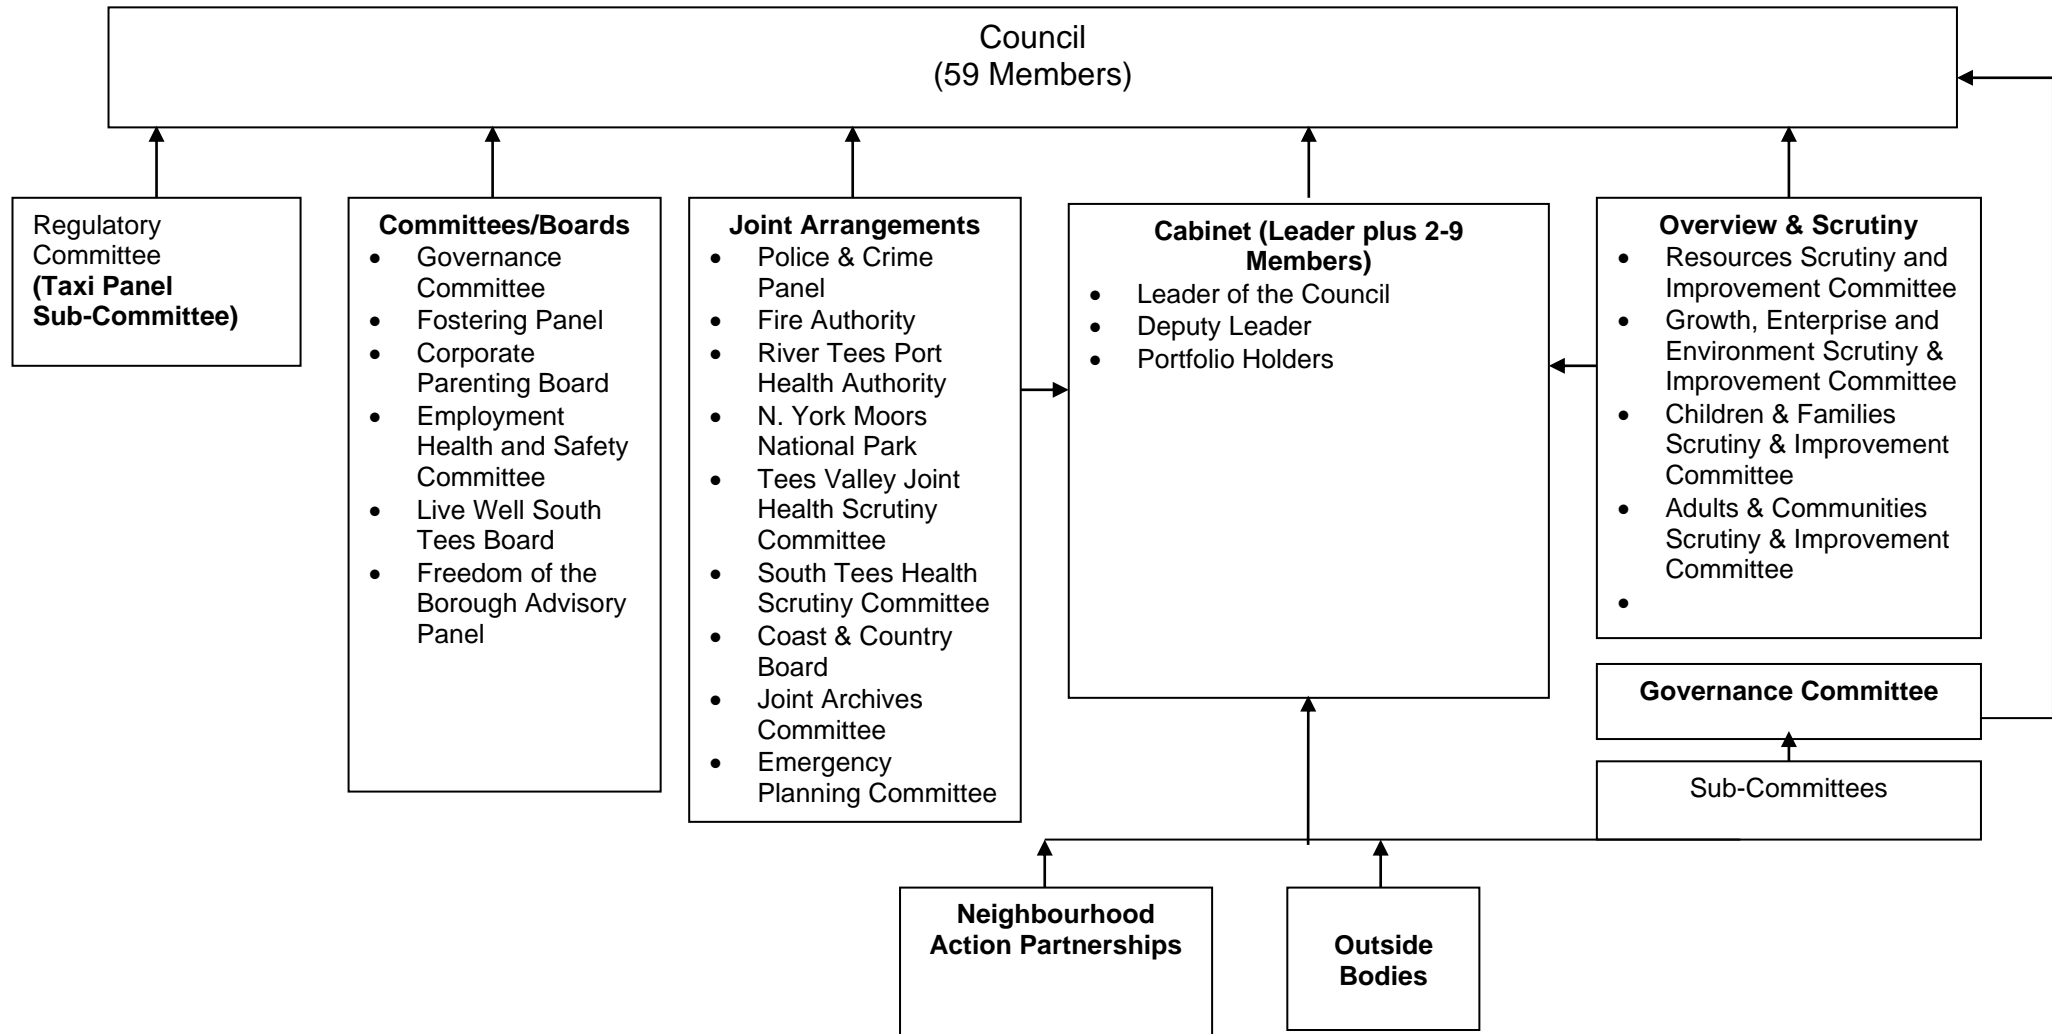 Council
(59 Members)
Regulatory
Committee
(Taxi Panel
Sub-Committee)
Committees/Boards
• Governance
Committee
• Fostering Panel
• Corporate
Parenting Board
• Employment
Health and Safety
Committee
• Live Well South
Tees Board
• Freedom of the
Borough Advisory
Panel
Joint Arrangements
• Police & Crime
Panel
• Fire Authority
• River Tees Port
Health Authority
• N. York Moors
National Park
• Tees Valley Joint
Health Scrutiny
Committee
• South Tees Health
Scrutiny Committee
• Coast & Country
Board
• Joint Archives
Committee
• Emergency
Planning Committee
Cabinet (Leader plus 2-9
Members)
• Leader of the Council
• Deputy Leader
• Portfolio Holders
Overview & Scrutiny
• Resources Scrutiny and
Improvement Committee
• Growth, Enterprise and
Environment Scrutiny &
Improvement Committee
• Children & Families
Scrutiny & Improvement
Committee
• Adults & Communities
Scrutiny & Improvement
Committee
•
Governance Committee
Sub-Committees
Neighbourhood
Action Partnerships
Outside
Bodies